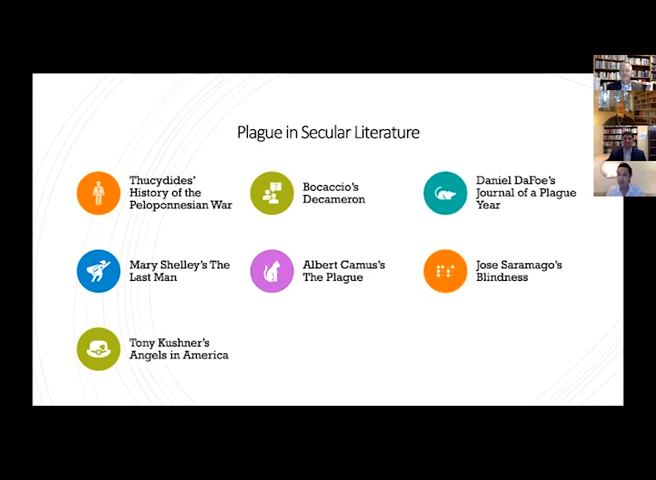 Plague in Secular Literature
Thucydides'
History of the
Peloponnesian War
Bocaccio's
Decameron
Daniel DaFoe's
Journal of a Plague
Year
Mary Shelley's The
Last Man
Albert Camus's
The Plague
Jose Saramago's
Blindness
Tony Kushner's
Angels in America